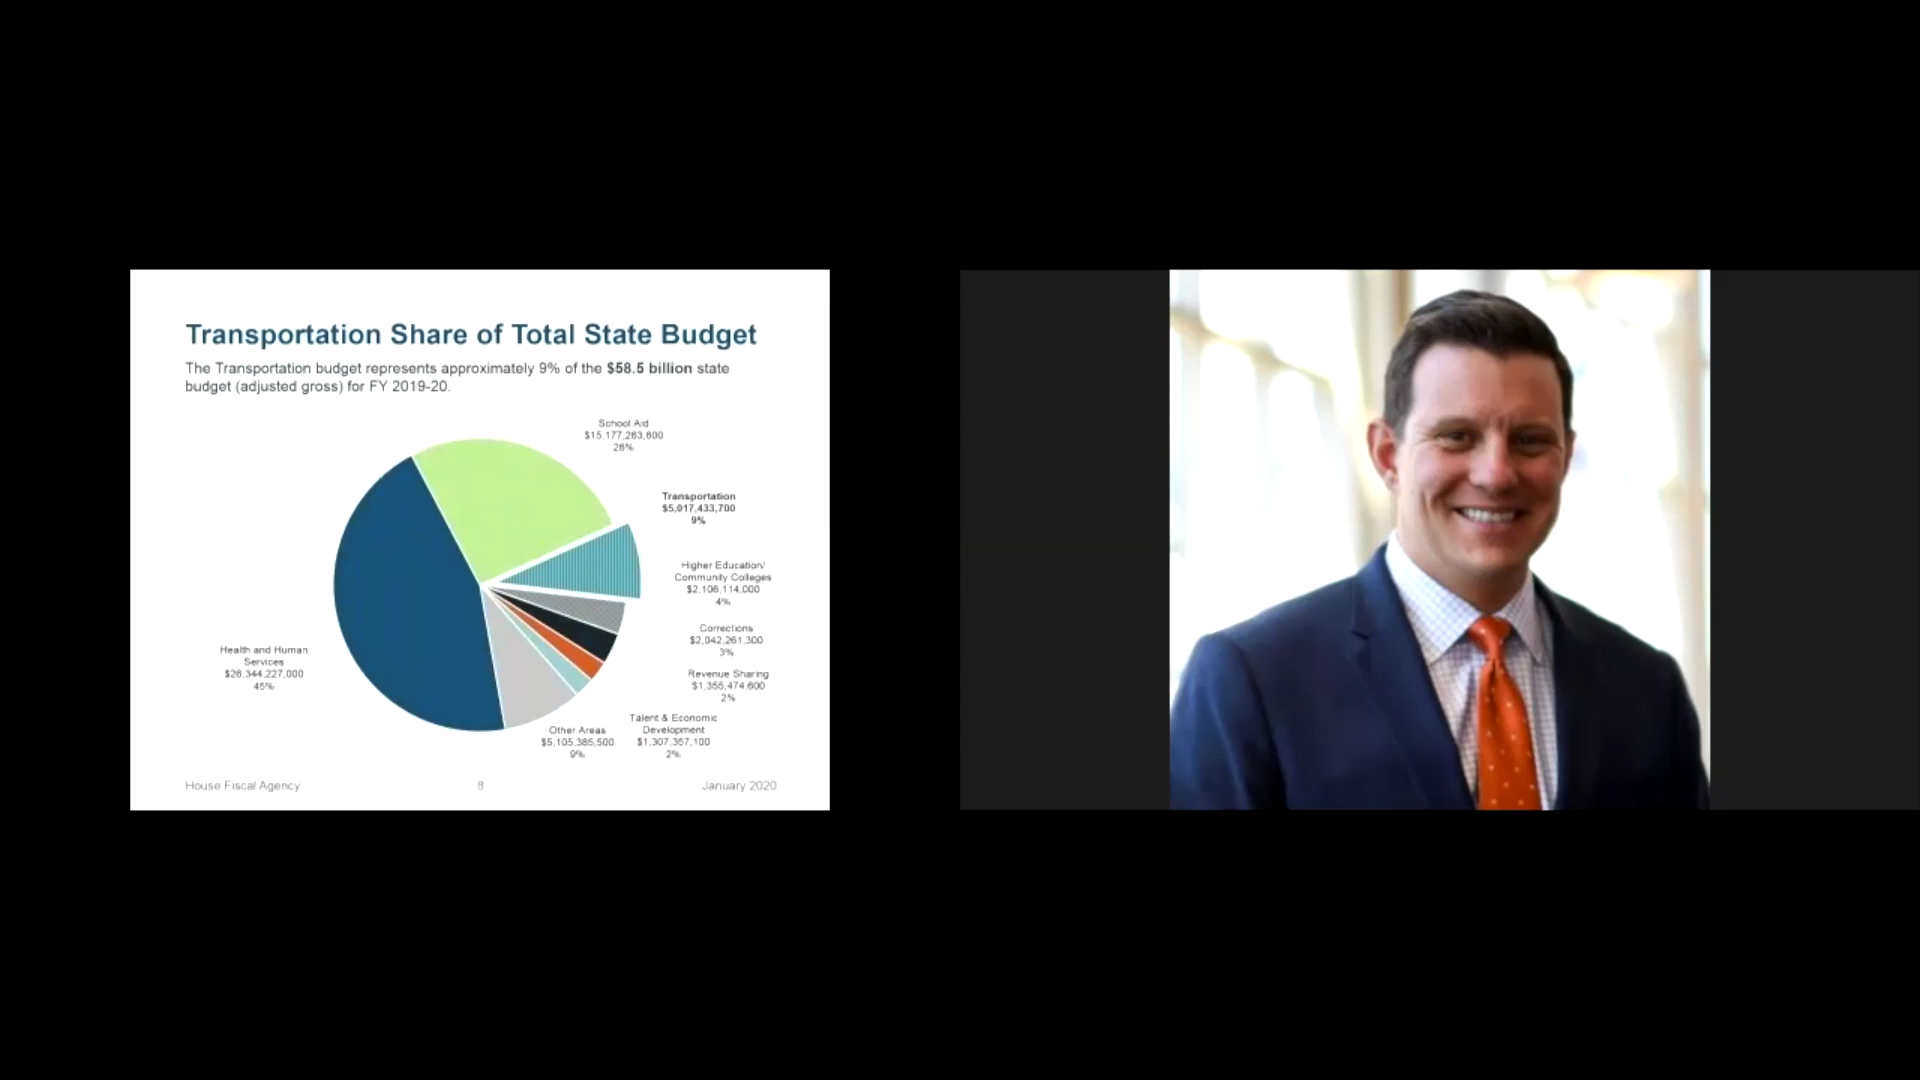 Transportation Share of Total State Budget
The Transportation budget represents approximately 9% of the $58.5 billion state
budget (adjusted gross) for FY 2019-20.
School Aid
$15,177,263,600
26%
Transportation
$5,017,433,700
9%
Higher Education/
Community Colleges
$2,106,114,000
4%
Corrections
$2,042,261,300
3%
Revenue Sharing
$1,355,474,600
2%
Talent & Economic
Development
$1,307,357,100
2%
Other Areas
$5,105,385,500
9%
Health and Human
Services
$26,344,227,000
45%
House Fiscal Agency
8
January 2020